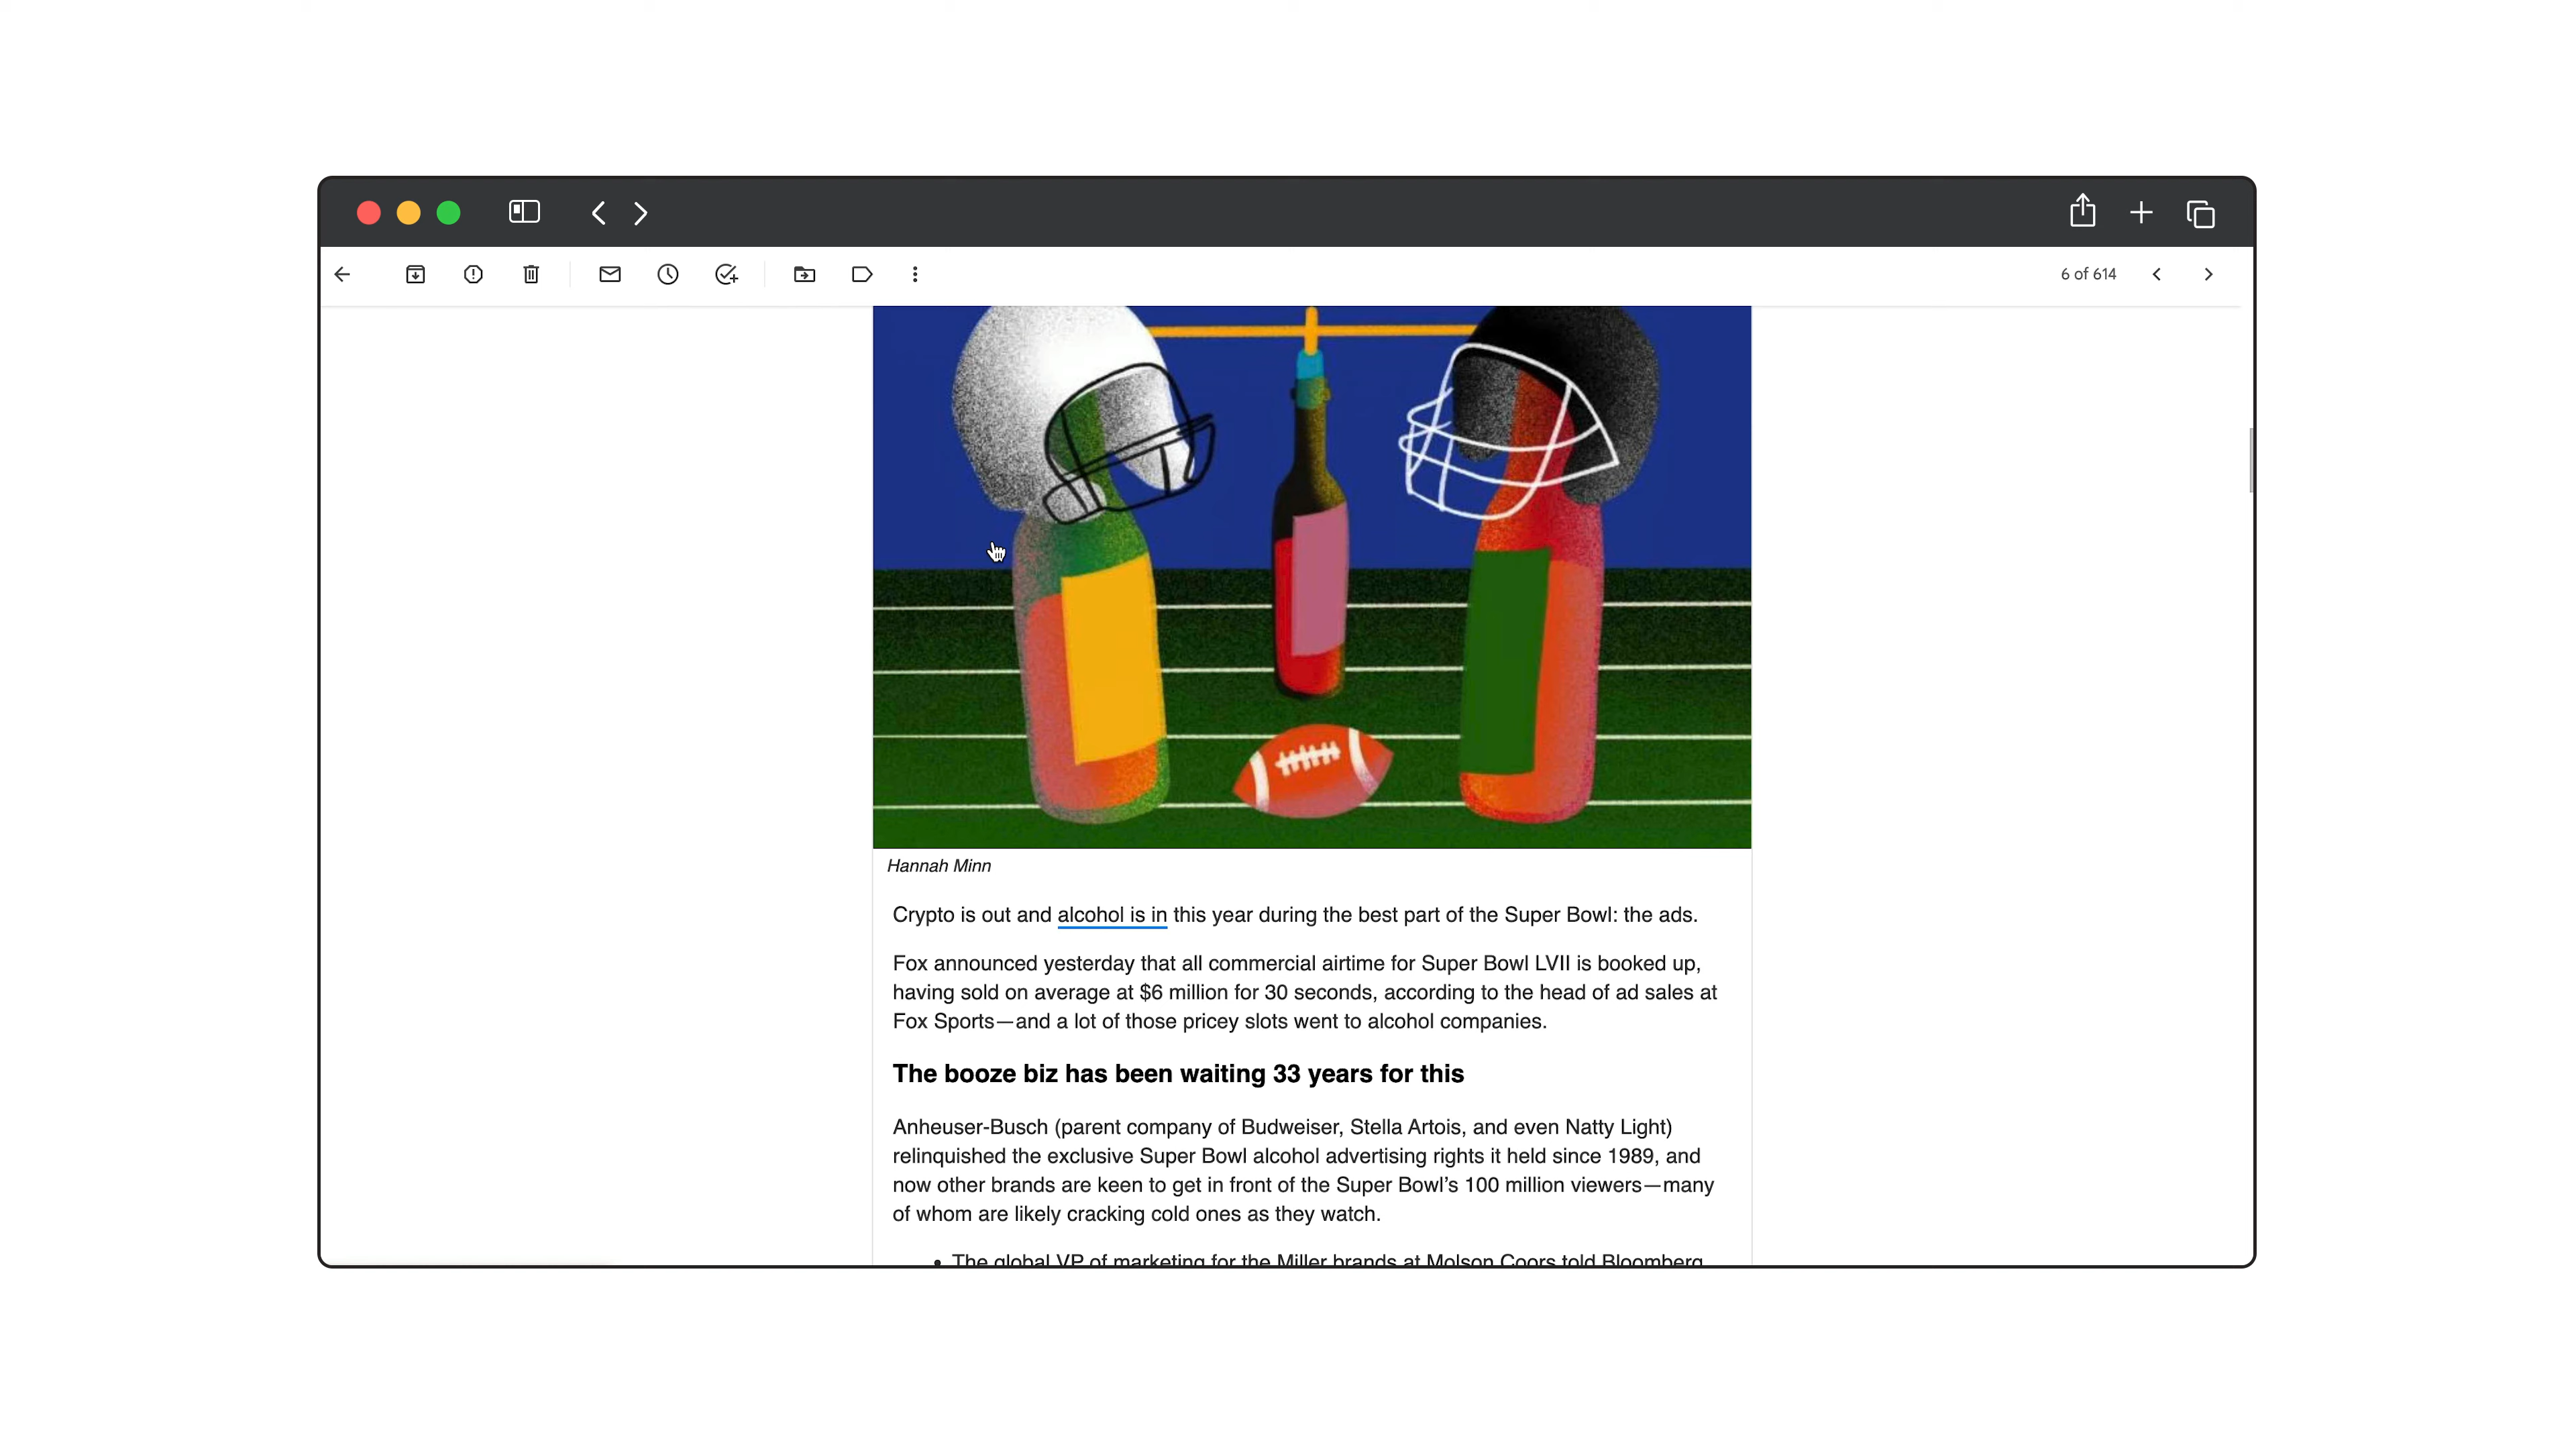 6 of 614
Hannah Minn
Crypto is out and alcohol is in this year during the best part of the Super Bowl: the ads.
Fox announced yesterday that all commercial airtime for Super Bowl LVII is booked up,
having sold on average at $6 million for 30 seconds, according to the head of ad sales at
Fox Sports—and a lot of those pricey slots went to alcohol companies.
The booze biz has been waiting 33 years for this
Anheuser-Busch (parent company of Budweiser, Stella Artois, and even Natty Light)
relinquished the exclusive Super Bowl alcohol advertising rights it held since 1989, and
now other brands are keen to get in front of the Super Bowl’s 100 million viewers—many
of whom are likely cracking cold ones as they watch.
• The global VP of marketing for the Miller brands at Molson Coors told Bloomberg